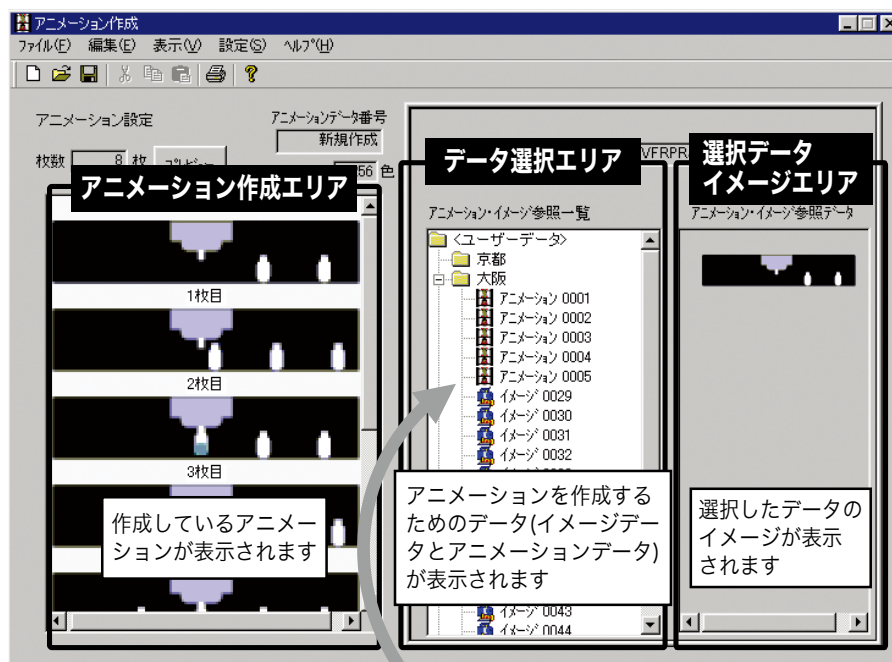 アニメーション作成
ファイル(F) 編集(E) 表示(V) 設定(S) ヘルプ(H)
アニメーション設定
アニメーションデータ番号
新規作成
枚数 8 枚
56 色
アニメーション作成エリア
1枚目
2枚目
3枚目
作成しているアニメー
ションが表示されます
データ選択エリア
アニメーション・イメージ参照一覧
<ユーザーデータ>
京都
大阪
アニメーション 0001
アニメーション 0002
アニメーション 0003
アニメーション 0004
アニメーション 0005
イメージ 0029
イメージ 0030
イメージ 0031
イメージ 0032
アニメーションを作成する
ためのデータ(イメージデー
タとアニメーションデータ)
が表示されます
イメージ 0043
イメージ 0044
VFRPR
選択データ
イメージエリア
アニメーション・イメージ参照データ
選択したデータの
イメージが表示
されます